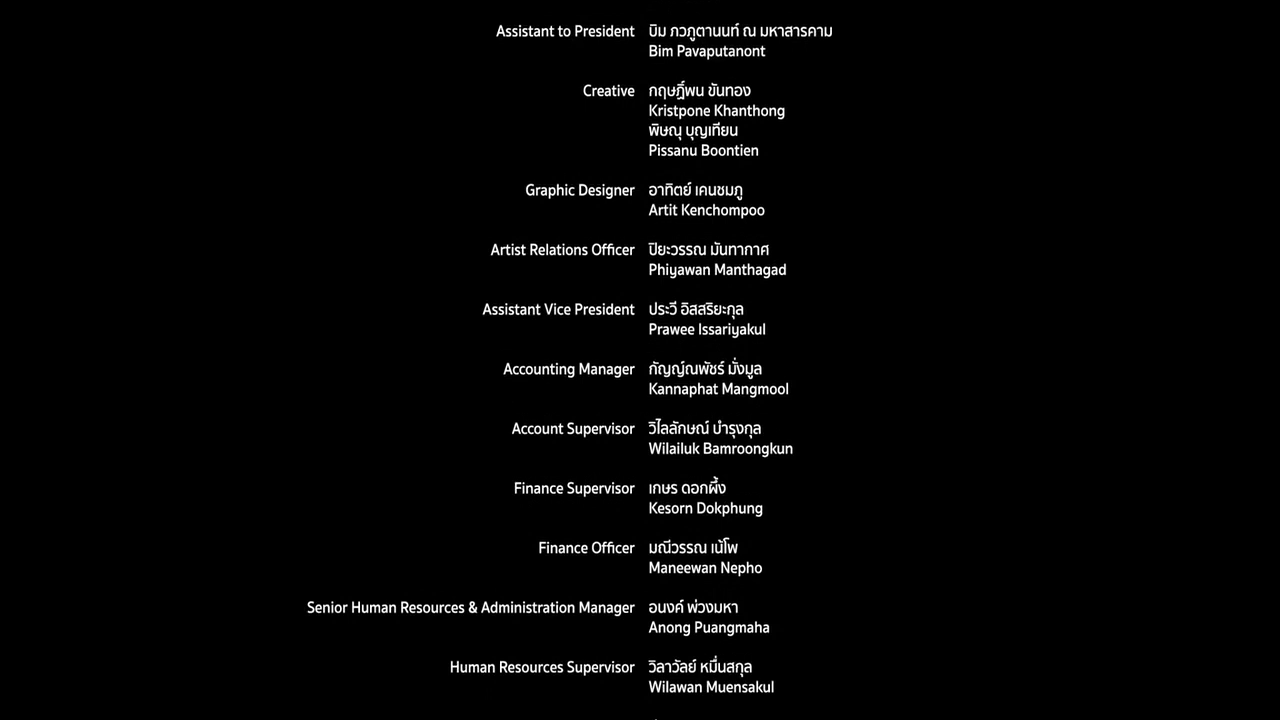 Assistant to President บิม ภวภูตานนท์ ณ มหาสารคาม
Bim Pavaputanont
Creative กฤษฏิ์พน ขันทอง
Kristpone Khanthong
พิษณุ บุญเทียน
Pissanu Boontien
Graphic Designer อาทิตย์ เคนชมภู
Artit Kenchompoo
Artist Relations Officer ปิยะวรรณ มันทากาศ
Phiyawan Manthagad
Assistant Vice President ประวี อิสสริยะกุล
Prawee Issariyakul
Accounting Manager กัญญ์ณพัชร์ มั่งมูล
Kannaphat Mangmool
Account Supervisor วิไลลักษณ์ บำรุงกุล
Wilailuk Bamroongkun
Finance Supervisor เกษร ดอกผึ้ง
Kesorn Dokphung
Finance Officer มณีวรรณ เน้โพ
Maneewan Nepho
Senior Human Resources & Administration Manager อนงค์ พ่วงมหา
Anong Puangmaha
Human Resources Supervisor วิลาวัลย์ หมื่นสกุล
Wilawan Muensakul